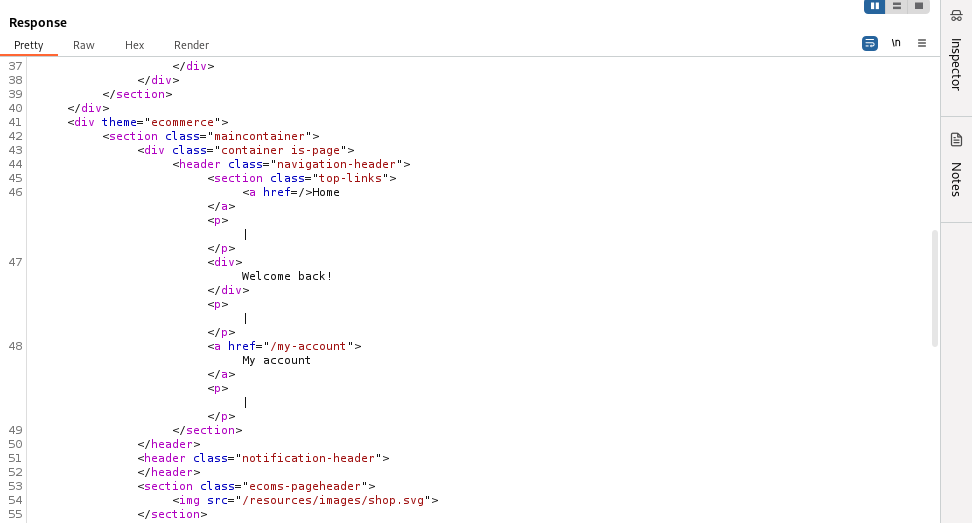 Response
Pretty Raw Hex Render \n
37 </div>
38 </div>
39 </section>
40 </div>
41 <div theme="ecommerce">
42 <section class="maincontainer">
43 <div class="container is-page">
44 <header class="navigation-header">
45 <section class="top-links">
46 <a href=/>Home
</a>
<p>
|
</p>
47 <div>
Welcome back!
</div>
<p>
|
</p>
48 <a href="/my-account">
My account
</a>
<p>
|
</p>
49 </section>
50 </header>
51 <header class="notification-header">
52 </header>
53 <section class="ecoms-pageheader">
54 <img src="/resources/images/shop.svg">
55 </section>
Inspector
Notes